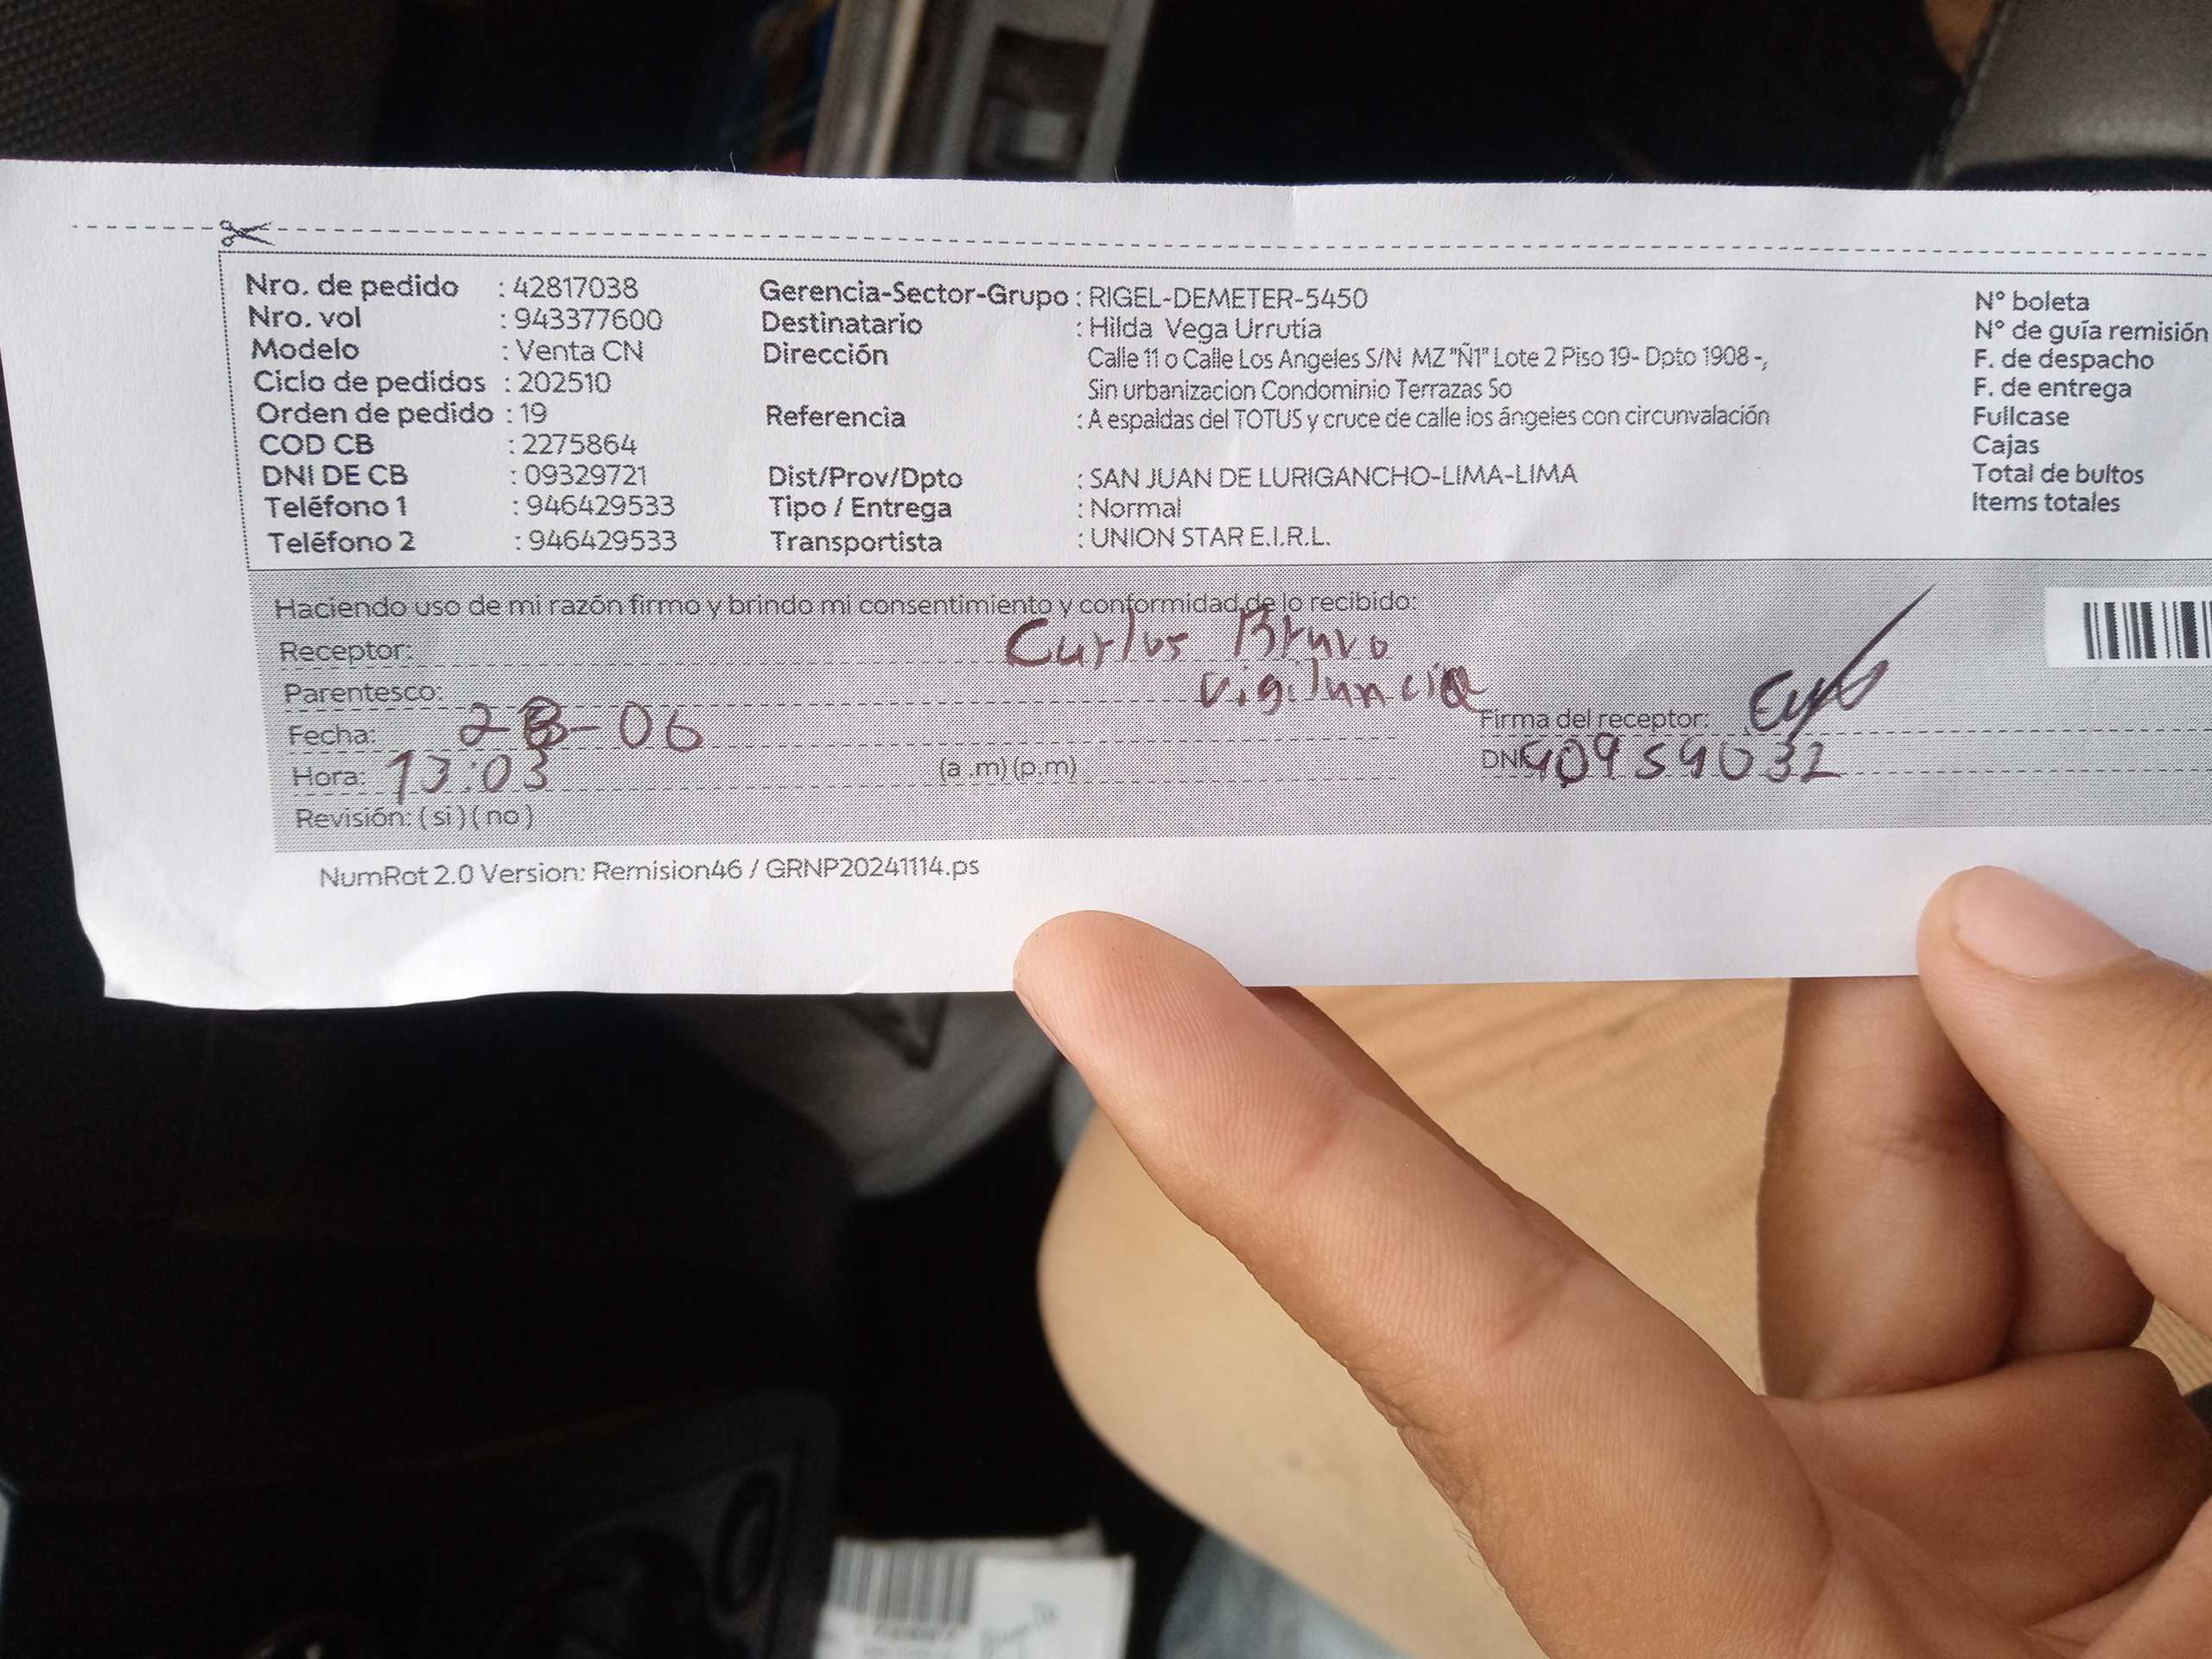 Nro. de pedido : 42817038
Nro. vol : 943377600
Modelo : Venta CN
Ciclo de pedidos : 202510
Orden de pedido : 19
COD CB : 2275864
DNI DE CB : 09329721
Teléfono 1 : 946429533
Teléfono 2 : 946429533
Gerencia-Sector-Grupo : RIGEL-DEMETER-5450
Destinatario : Hilda Vega Urrutia
Dirección Calle 11 o Calle Los Angeles S/N MZ "Ñ1" Lote 2 Piso 19- Dpto 1908 -,
Sin urbanizacion Condominio Terrazas So
Referencia : A espaldas del TOTUS y cruce de calle los ángeles con circunvalación
Dist/Prov/Dpto : SAN JUAN DE LURIGANCHO-LIMA-LIMA
Tipo / Entrega : Normal
Transportista : UNION STAR E.I.R.L.
N° boleta
N° de guía remisión
F. de despacho
F. de entrega
Fullcase
Cajas
Total de bultos
Items totales
Haciendo uso de mi razón firmo y brindo mi consentimiento y conformidad de lo recibido:
Receptor: Carlos Bravo
Parentesco: vigilancia
Fecha: 28-06
Firma del receptor:
Hora: 13:03 (a .m) (p.m)
DNI
Revisión: ( si ) ( no )
NumRot 2.0 Version: Remision46 / GRNP20241114.ps